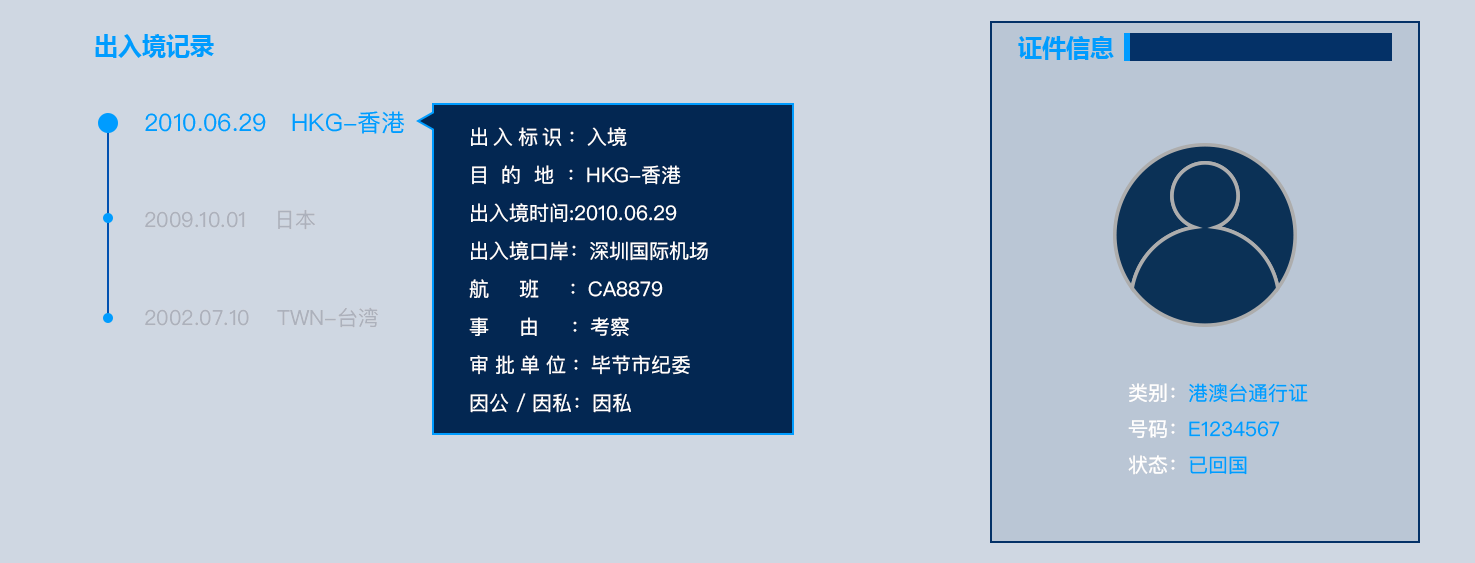 出入境记录
2010.06.29 HKG-香港
2009.10.01 日本
2002.07.10 TWN-台湾
出入标识：入境
目的地：HKG-香港
出入境时间:2010.06.29
出入境口岸：深圳国际机场
航班：CA8879
事由：考察
审批单位：毕节市纪委
因公 / 因私：因私
证件信息
类别：港澳台通行证
号码：E1234567
状态：已回国